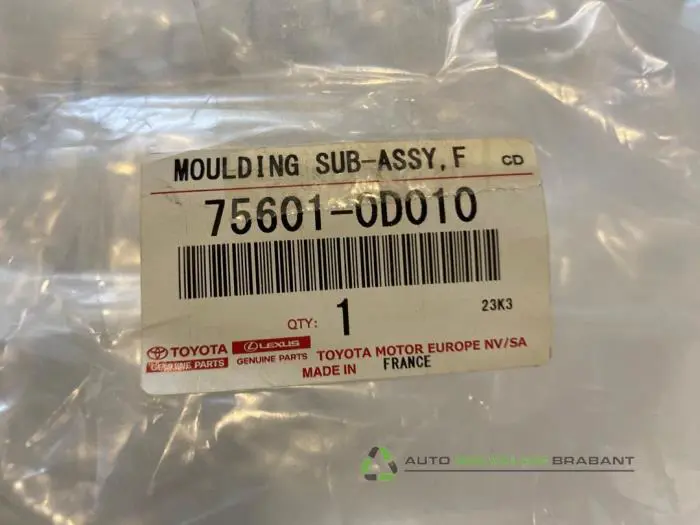 MOULDING SUB-ASSY,F CD
75601-0D010
23K3
QTY: 1
TOYOTA GENUINE PARTS
LEXUS GENUINE PARTS
TOYOTA MOTOR EUROPE NV/SA
MADE IN FRANCE
AUTO RECYCLING BRABANT